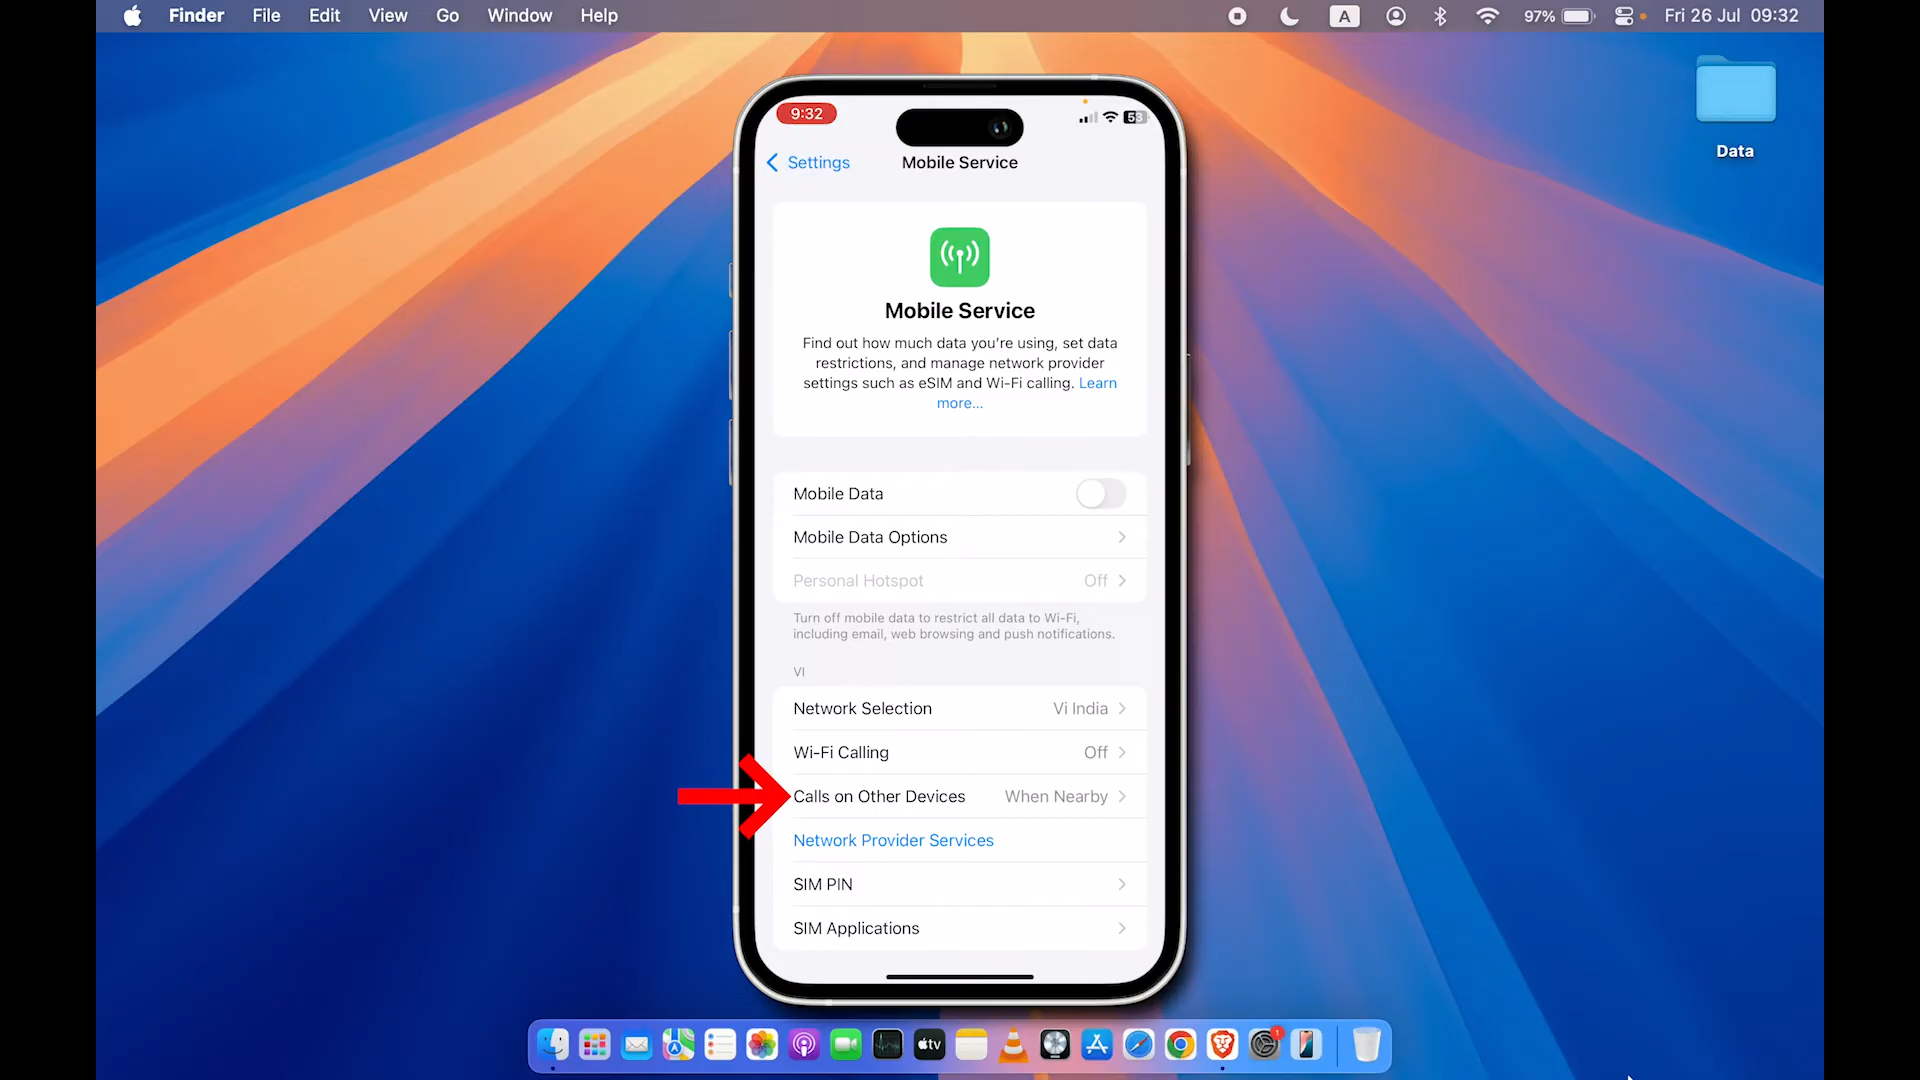 Finder File Edit View Go Window Help A 97% Fri 26 Jul 09:32
Data
9:32 53
Settings Mobile Service
Mobile Service
Find out how much data you’re using, set data
restrictions, and manage network provider
settings such as eSIM and Wi-Fi calling. Learn
more...
Mobile Data
Mobile Data Options
Personal Hotspot Off
Turn off mobile data to restrict all data to Wi-Fi,
including email, web browsing and push notifications.
VI
Network Selection Vi India
Wi-Fi Calling Off
Calls on Other Devices When Nearby
Network Provider Services
SIM PIN
SIM Applications
tv 1